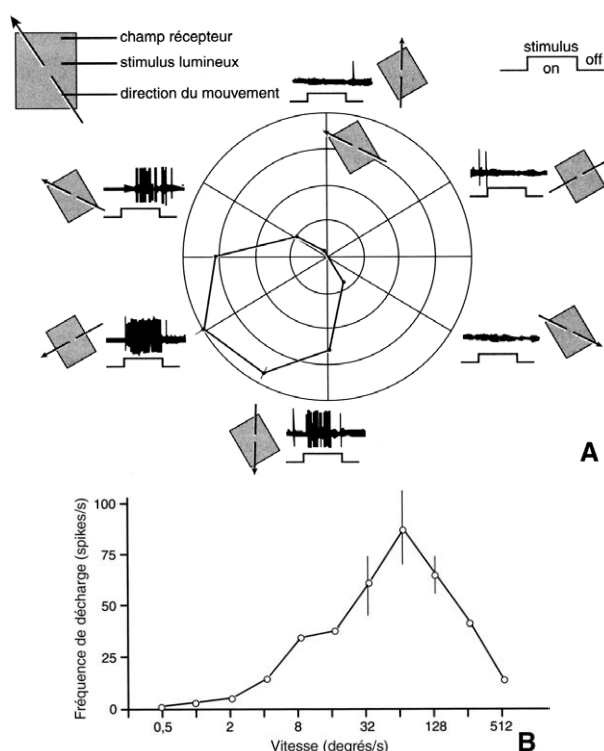 champ récepteur
stimulus lumineux
direction du mouvement
stimulus
on
off
A
Fréquence de décharge (spikes/s)
100
75
50
25
0
0,5
2
8
32
128
512
Vitesse (degrés/s)
B